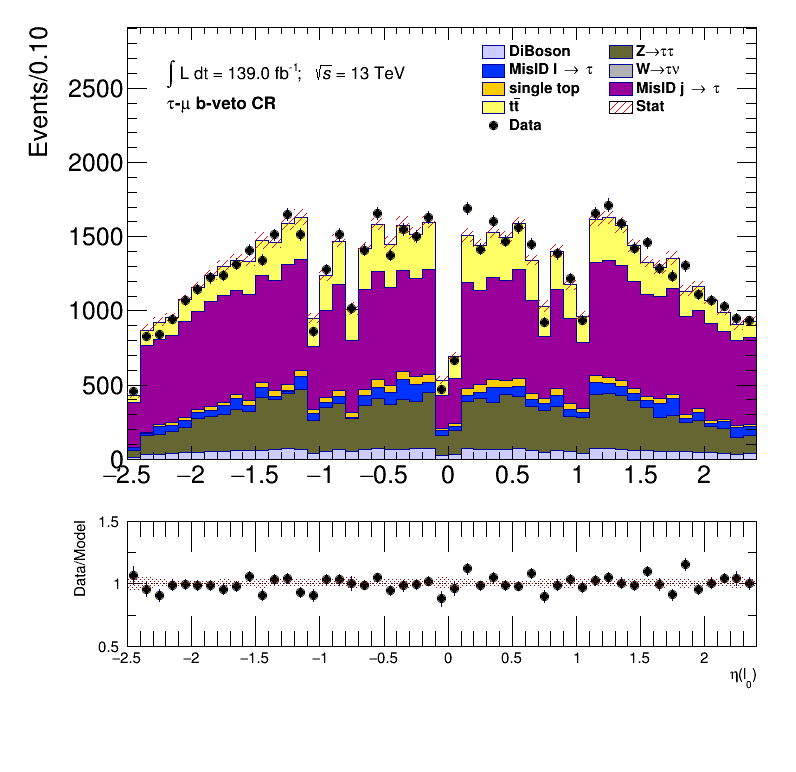 Events/0.10
∫ L dt = 139.0 fb⁻¹; √s = 13 TeV
τ-μ b-veto CR
DiBoson
Z→ττ
MisID l → τ
W→τν
single top
MisID j → τ
tt̄
Stat
Data
2500
2000
1500
1000
500
0
−2.5 −2 −1.5 −1 −0.5 0 0.5 1 1.5 2
Data/Model
1.5
1
0.5
−2.5 −2 −1.5 −1 −0.5 0 0.5 1 1.5 2
η(l₀)